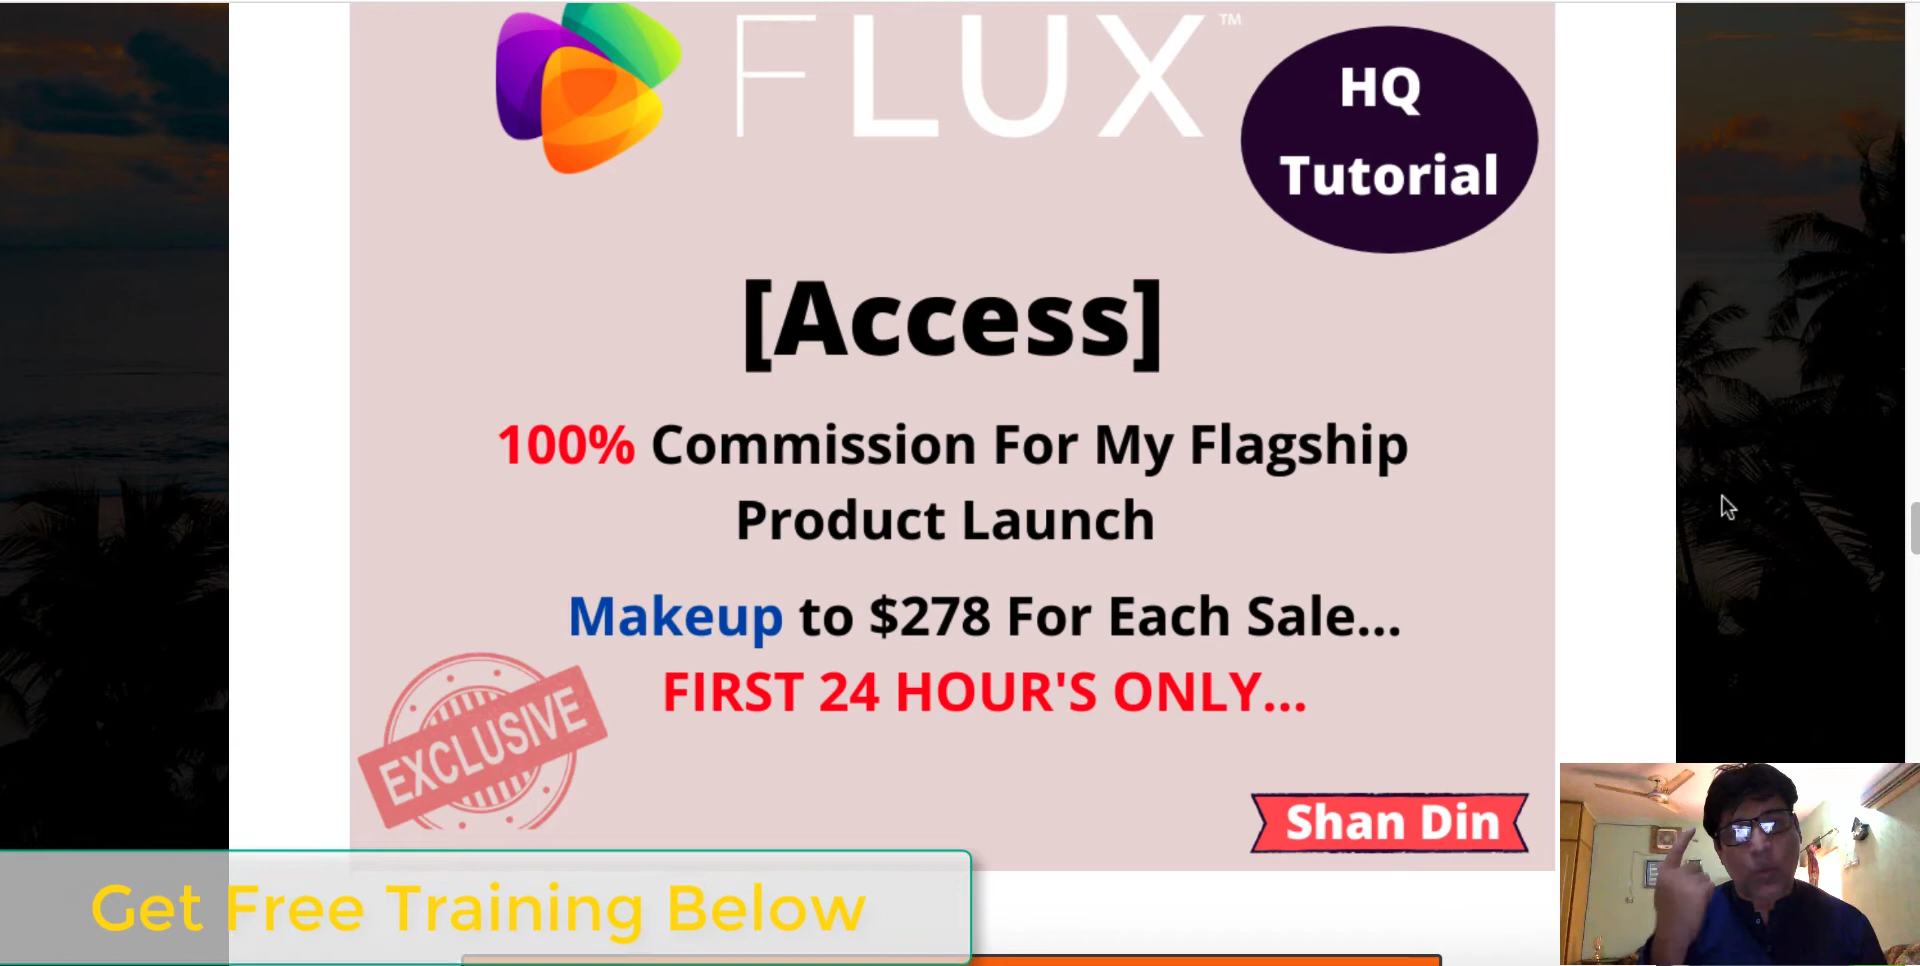 FLUX™
HQ
Tutorial
[Access]
100% Commission For My Flagship
Product Launch
Makeup to $278 For Each Sale...
FIRST 24 HOUR'S ONLY...
EXCLUSIVE
Shan Din
Get Free Training Below